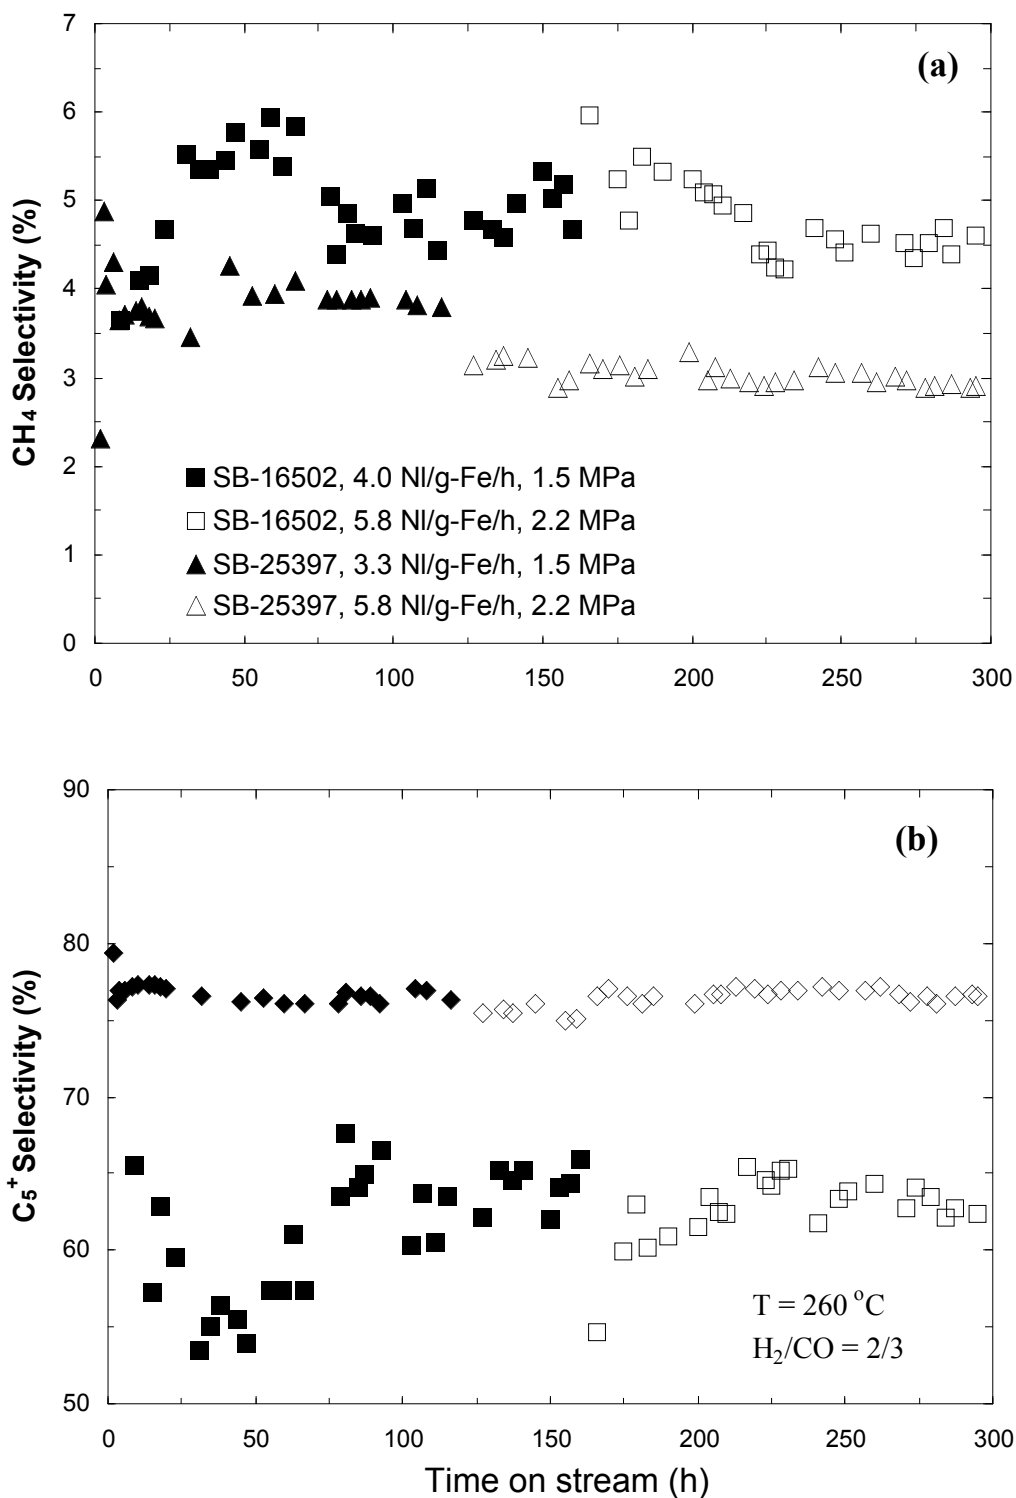 7
6
5
4
3
2
1
0
CH4 Selectivity (%)
(a)
SB-16502, 4.0 Nl/g-Fe/h, 1.5 MPa
SB-16502, 5.8 Nl/g-Fe/h, 2.2 MPa
SB-25397, 3.3 Nl/g-Fe/h, 1.5 MPa
SB-25397, 5.8 Nl/g-Fe/h, 2.2 MPa
0 50 100 150 200 250 300
90
80
70
60
50
C5+ Selectivity (%)
(b)
T = 260 °C
H2/CO = 2/3
0 50 100 150 200 250 300
Time on stream (h)